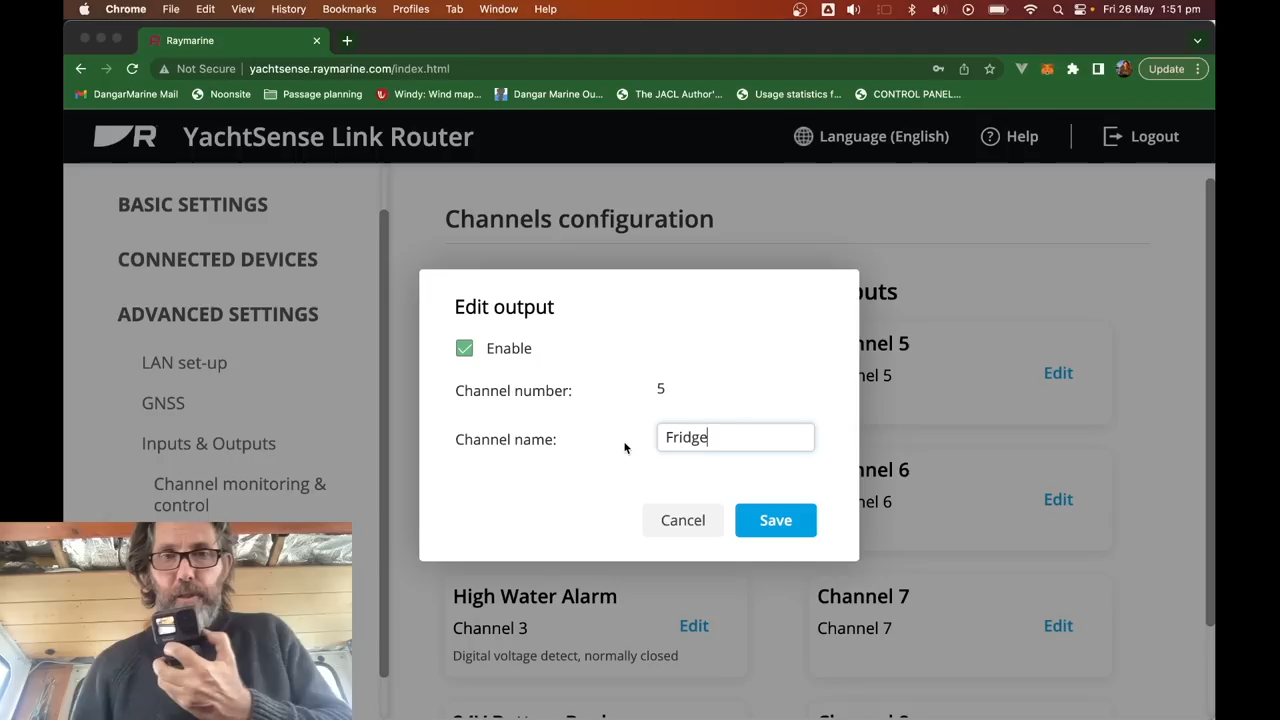 Chrome File Edit View History Bookmarks Profiles Tab Window Help Fri 26 May 1:51 pm
Raymarine
Not Secure yachtsense.raymarine.com/index.html Update
DangarMarine Mail Noonsite Passage planning Windy: Wind map... Dangar Marine Ou... The JACL Author'... Usage statistics f... CONTROL PANEL...
R YachtSense Link Router Language (English) Help Logout
BASIC SETTINGS
CONNECTED DEVICES
ADVANCED SETTINGS
LAN set-up
GNSS
Inputs & Outputs
Channel monitoring &
control
Channels configuration
Edit output
Enable
Channel number: 5
Channel name: Fridge
Cancel Save
puts
nnel 5
nel 5 Edit
nnel 6
nel 6 Edit
High Water Alarm
Channel 3 Edit
Digital voltage detect, normally closed
Channel 7
Channel 7 Edit